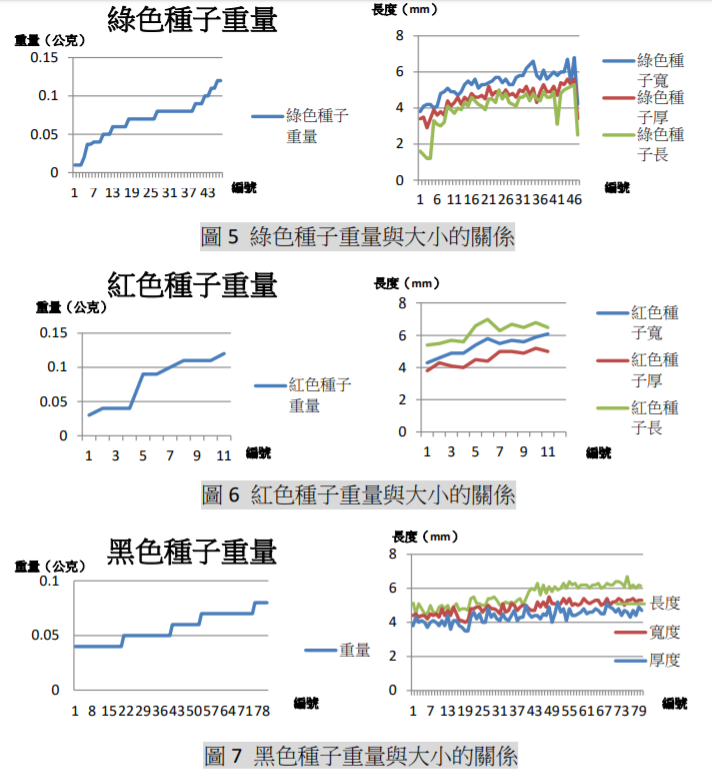 綠色種子重量
重量（公克）
0.15
0.1
0.05
0
1 7 13 19 25 31 37 43 編號
綠色種子
重量
長度（mm）
8
6
4
2
0
1 6 11 16 21 26 31 36 41 46 編號
綠色種
子寬
綠色種
子厚
綠色種
子長
圖 5 綠色種子重量與大小的關係
紅色種子重量
重量（公克）
0.15
0.1
0.05
0
1 3 5 7 9 11 編號
紅色種子
重量
長度（mm）
8
6
4
2
0
1 3 5 7 9 11 編號
紅色種
子寬
紅色種
子厚
紅色種
子長
圖 6 紅色種子重量與大小的關係
黑色種子重量
重量（公克）
0.1
0.05
0
1 8 15 22 29 36 43 50 57 64 71 78 編號
重量
長度（mm）
8
6
4
2
0
1 7 13 19 25 31 37 43 49 55 61 67 73 79 編號
長度
寬度
厚度
圖 7 黑色種子重量與大小的關係